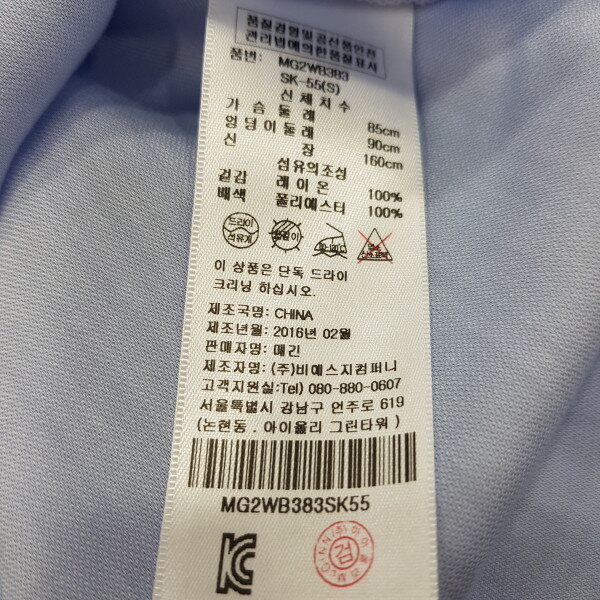 품질경영및공산품안전
관리법에의한품질표시
품번: MG2WB383
SK-55(S)
신 체 치 수
가 슴 둘 레 85cm
엉 덩 이 둘 레 90cm
신 장 160cm
섬유의조성
겉감 레 이 온 100%
배색 폴리에스터 100%
드라이
석유계
이 상품은 단독 드라이
크리닝 하십시오.
제조국명: CHINA
제조년월: 2016년 02월
판매자명: 매긴
제조자명: (주)비에스지컴퍼니
고객지원실:Tel) 080-880-0607
서울특별시 강남구 언주로 619
(논현동 . 아이올리 그린타워 )
MG2WB383SK55
검